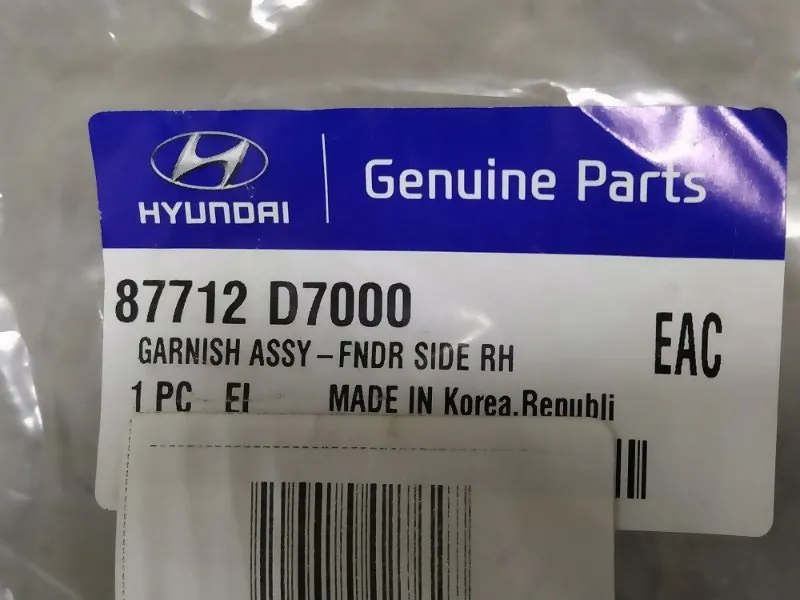 HYUNDAI
Genuine Parts
87712 D7000
GARNISH ASSY-FNDR SIDE RH
EAC
1 PC EI MADE IN Korea.Republi